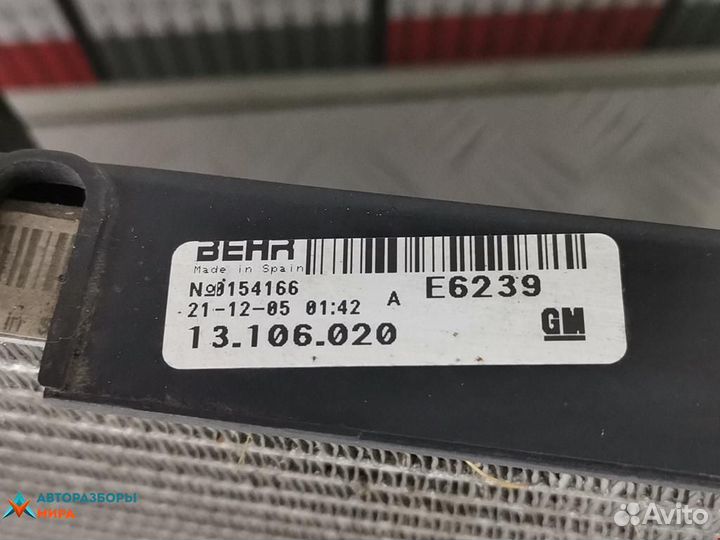 BEHR
Made in Spain
№0154166
E6239
21-12-05 01:42 A
13.106.020
GM
АВТОРАЗБОРЫ
МИРА
Avito